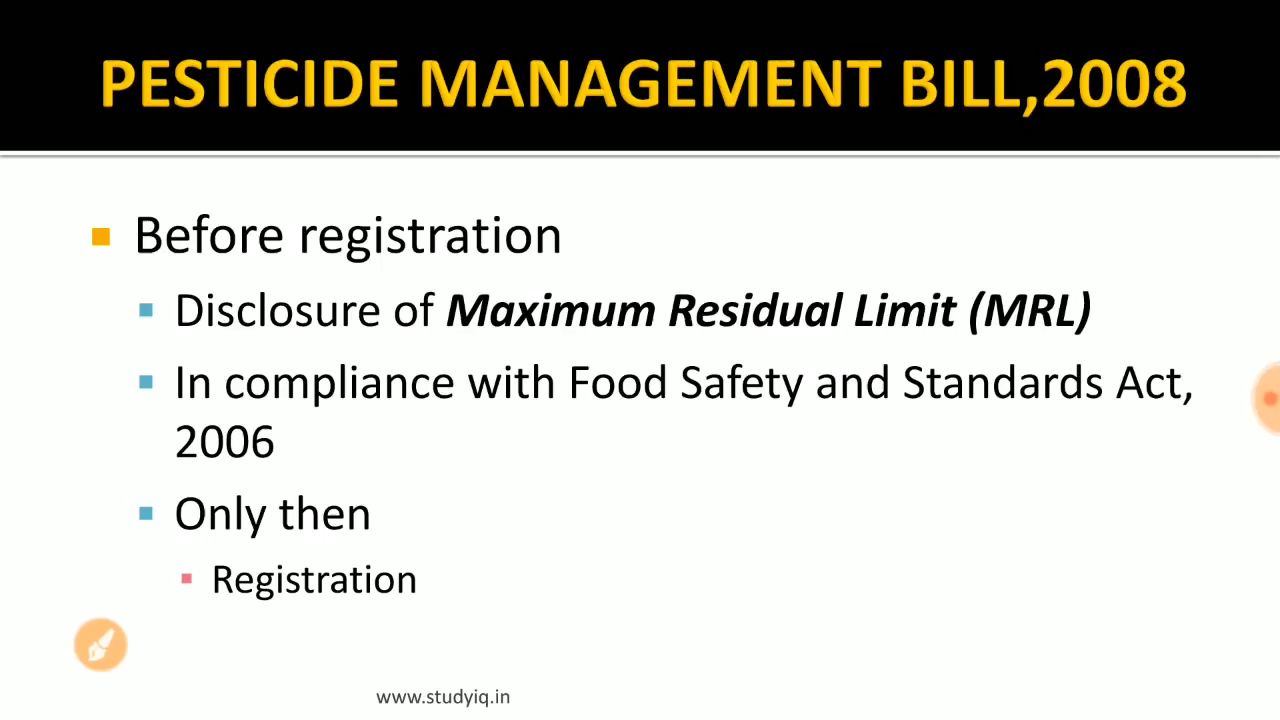 PESTICIDE MANAGEMENT BILL,2008
Before registration
Disclosure of Maximum Residual Limit (MRL)
In compliance with Food Safety and Standards Act,
2006
Only then
Registration
www.studyiq.in